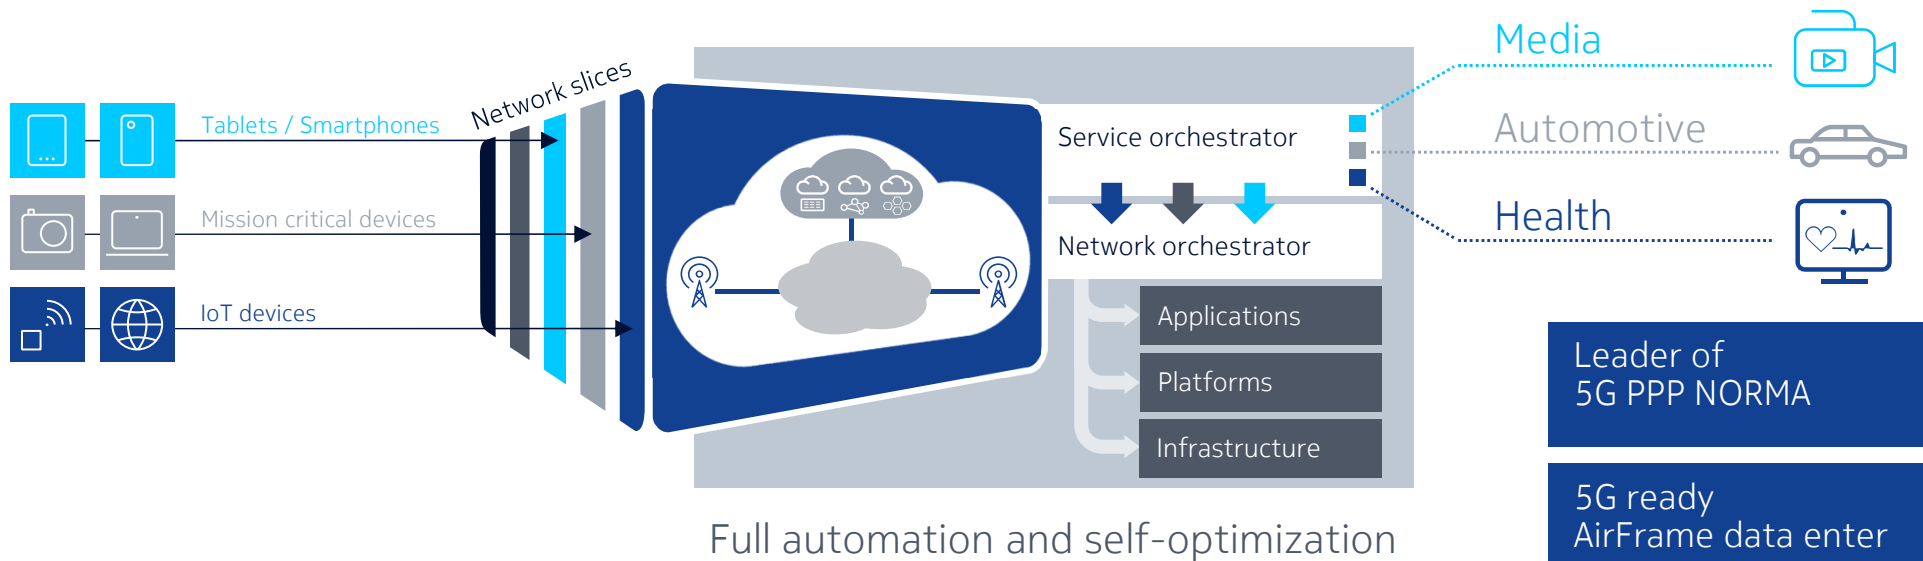 Network slices
Tablets / Smartphones
Mission critical devices
IoT devices
Service orchestrator
Network orchestrator
Applications
Platforms
Infrastructure
Full automation and self-optimization
Media
Automotive
Health
Leader of
5G PPP NORMA
5G ready
AirFrame data enter